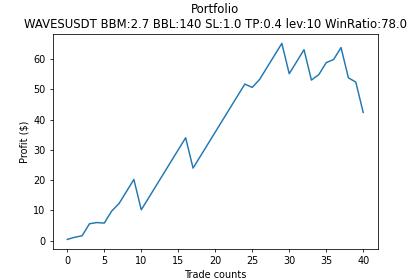 Portfolio
WAVESUSDT BBM:2.7 BBL:140 SL:1.0 TP:0.4 lev:10 WinRatio:78.0
Profit ($)
60
50
40
30
20
10
0
0 5 10 15 20 25 30 35 40
Trade counts